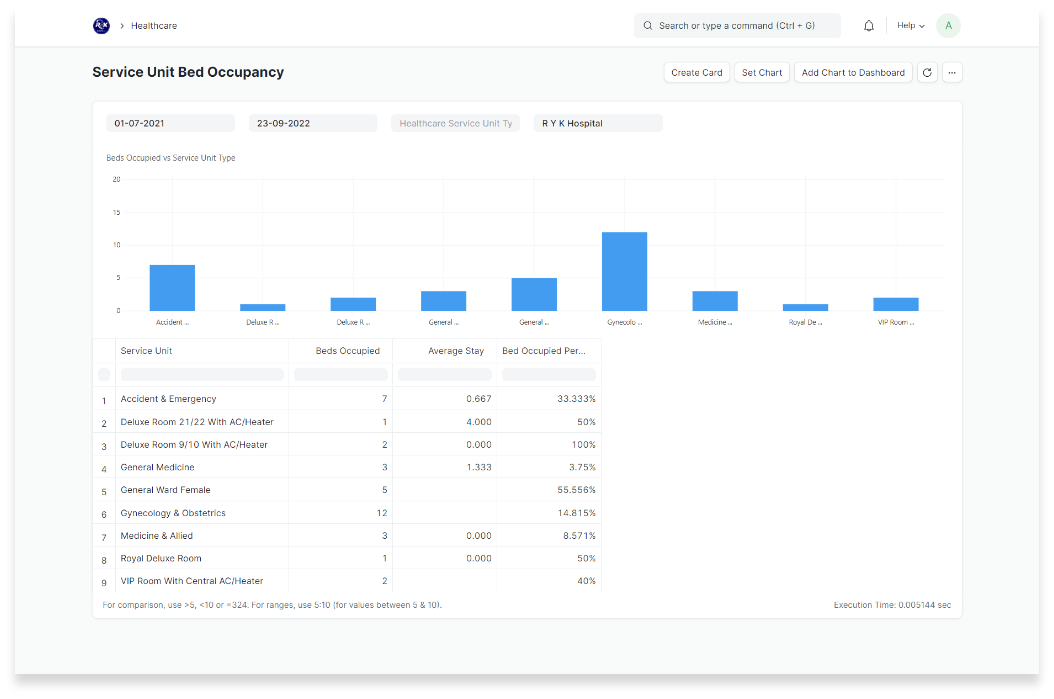 RYK > Healthcare Search or type a command (Ctrl + G) Help A
Service Unit Bed Occupancy Create Card Set Chart Add Chart to Dashboard ...
01-07-2021 23-09-2022 Healthcare Service Unit Ty R Y K Hospital
Beds Occupied vs Service Unit Type
20
15
10
5
0
Accident ... Deluxe R ... Deluxe R ... General ... General ... Gynecolo ... Medicine ... Royal De ... VIP Room ...
Service Unit Beds Occupied Average Stay Bed Occupied Per...
1 Accident & Emergency 7 0.667 33.333%
2 Deluxe Room 21/22 With AC/Heater 1 4.000 50%
3 Deluxe Room 9/10 With AC/Heater 2 0.000 100%
4 General Medicine 3 1.333 3.75%
5 General Ward Female 5 55.556%
6 Gynecology & Obstetrics 12 14.815%
7 Medicine & Allied 3 0.000 8.571%
8 Royal Deluxe Room 1 0.000 50%
9 VIP Room With Central AC/Heater 2 40%
For comparison, use >5, <10 or =324. For ranges, use 5:10 (for values between 5 & 10). Execution Time: 0.005144 sec